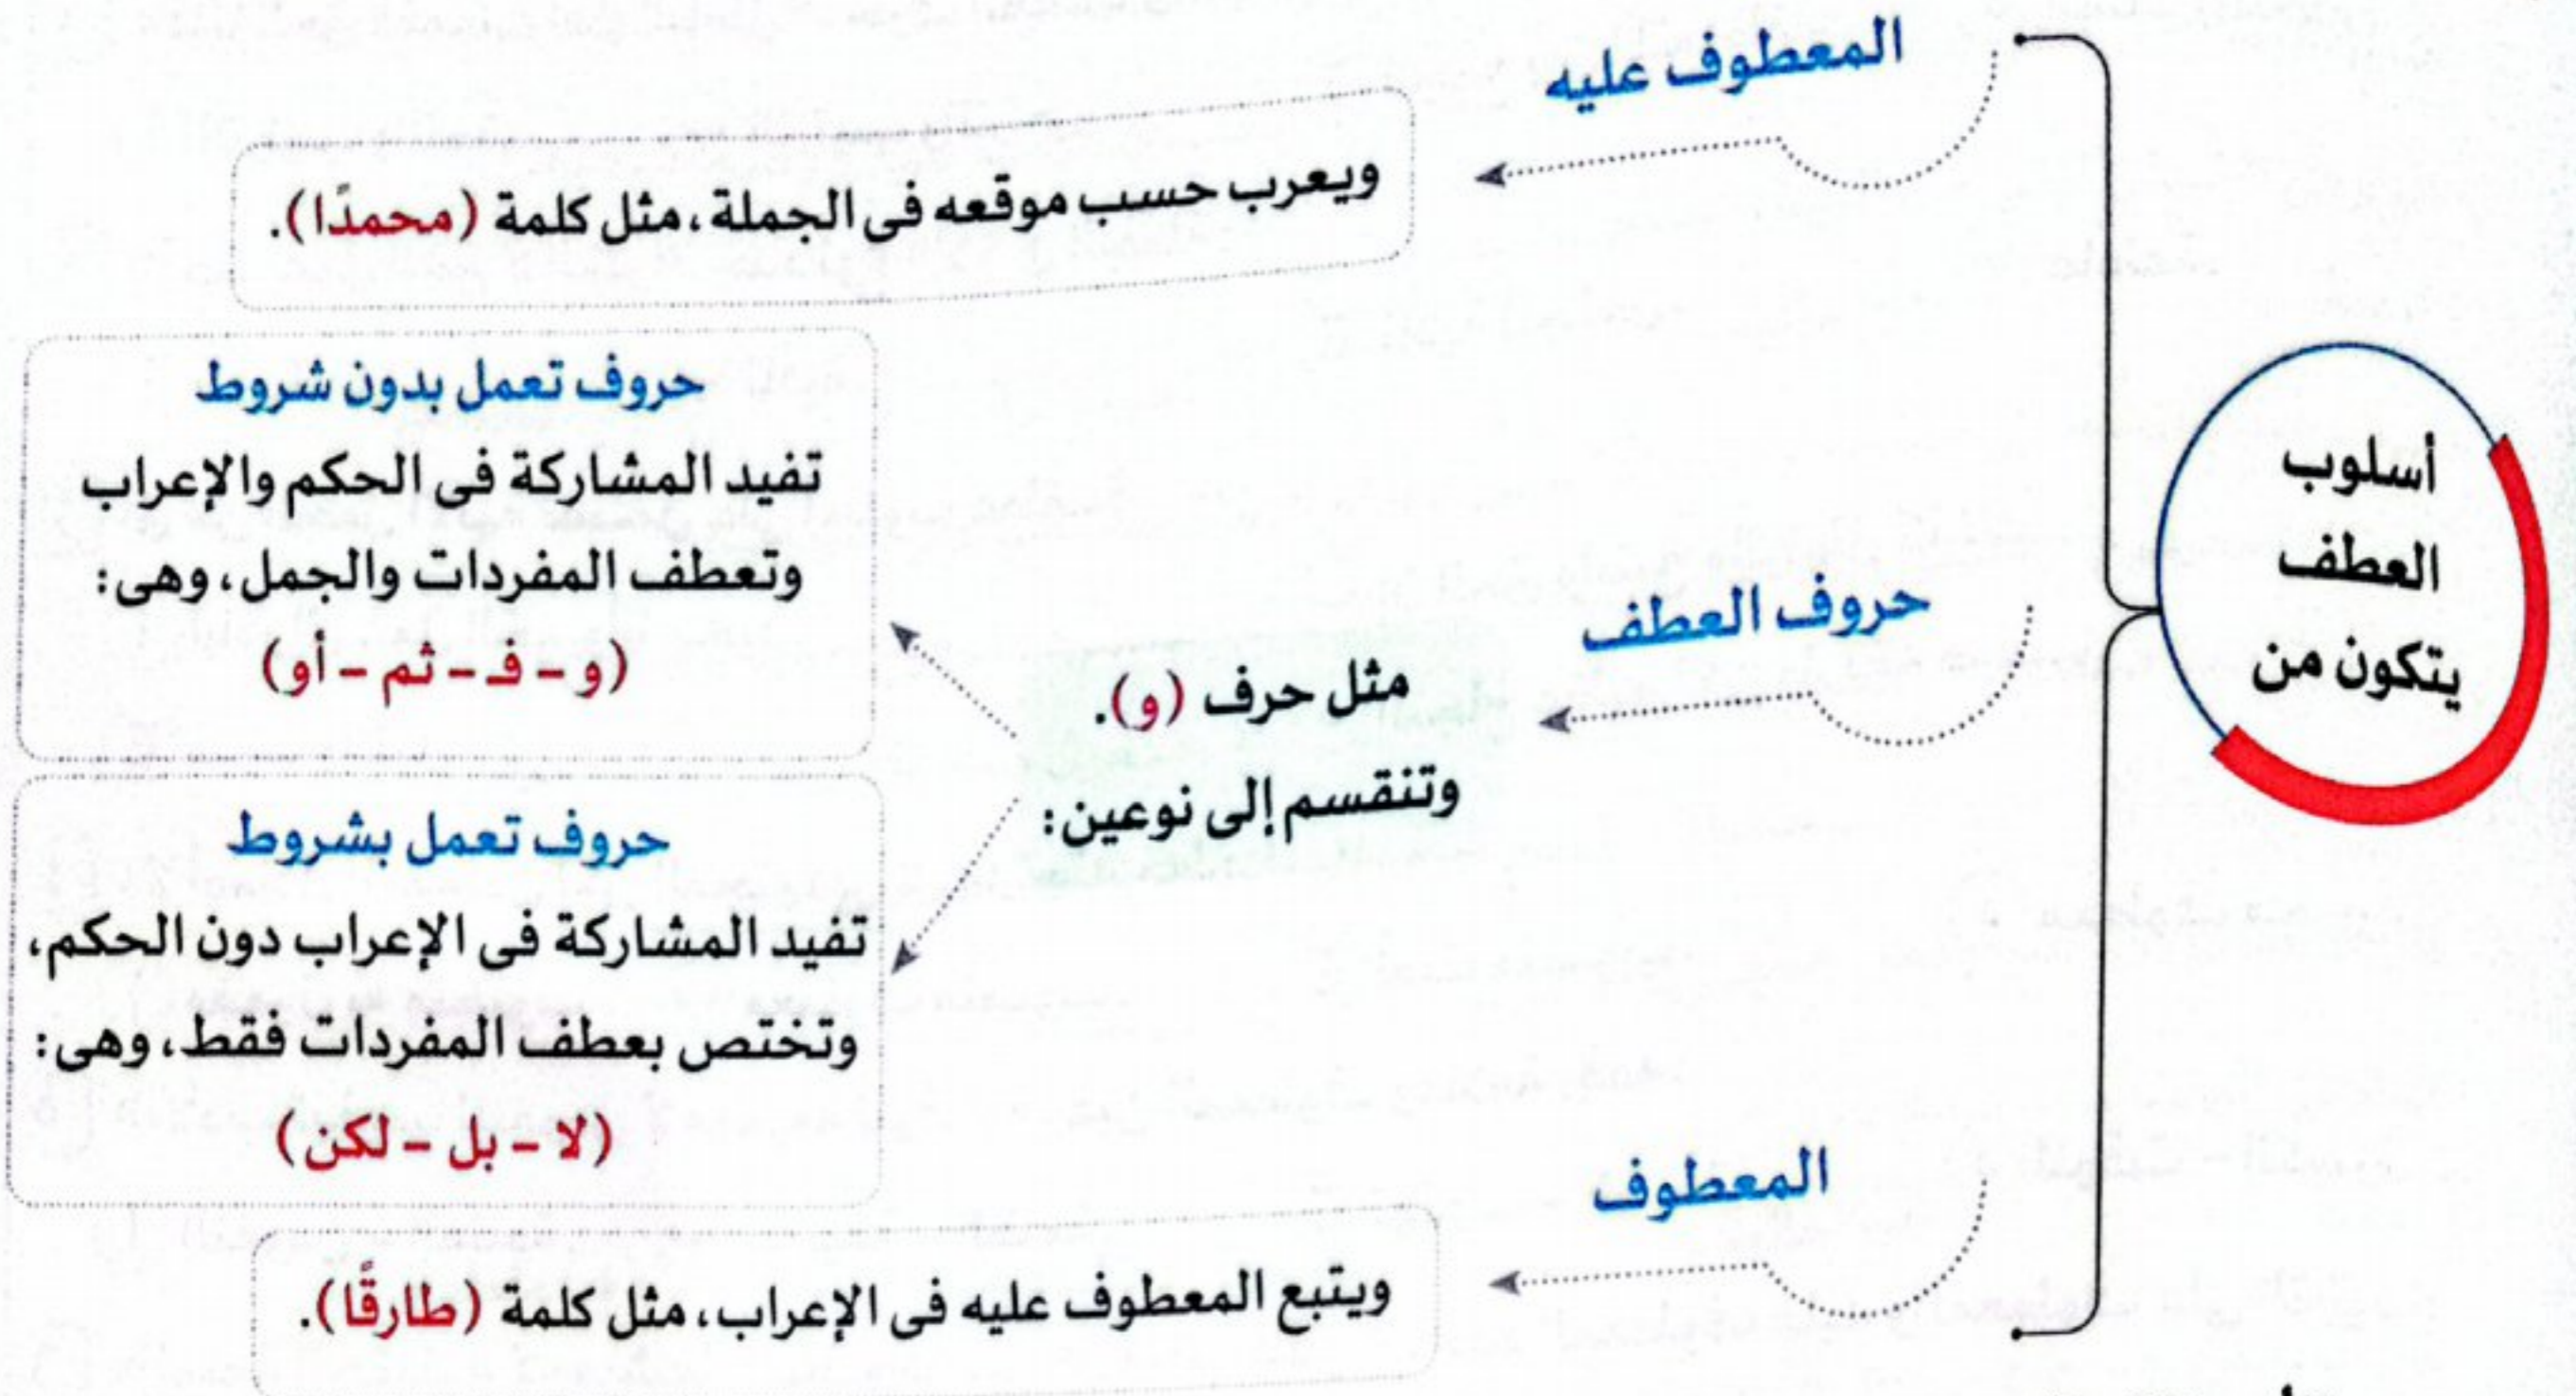 أسلوب
العطف
يتكون من
المعطوف عليه
ويعرب حسب موقعه فى الجملة، مثل كلمة (محمدًا).
حروف العطف
مثل حرف (و).
وتنقسم إلى نوعين:
حروف تعمل بدون شروط
تفيد المشاركة فى الحكم والإعراب
وتعطف المفردات والجمل، وهى:
(و - فـ - ثم - أو)
حروف تعمل بشروط
تفيد المشاركة فى الإعراب دون الحكم،
وتختص بعطف المفردات فقط، وهى:
(لا - بل - لكن)
المعطوف
ويتبع المعطوف عليه فى الإعراب، مثل كلمة (طارقًا).